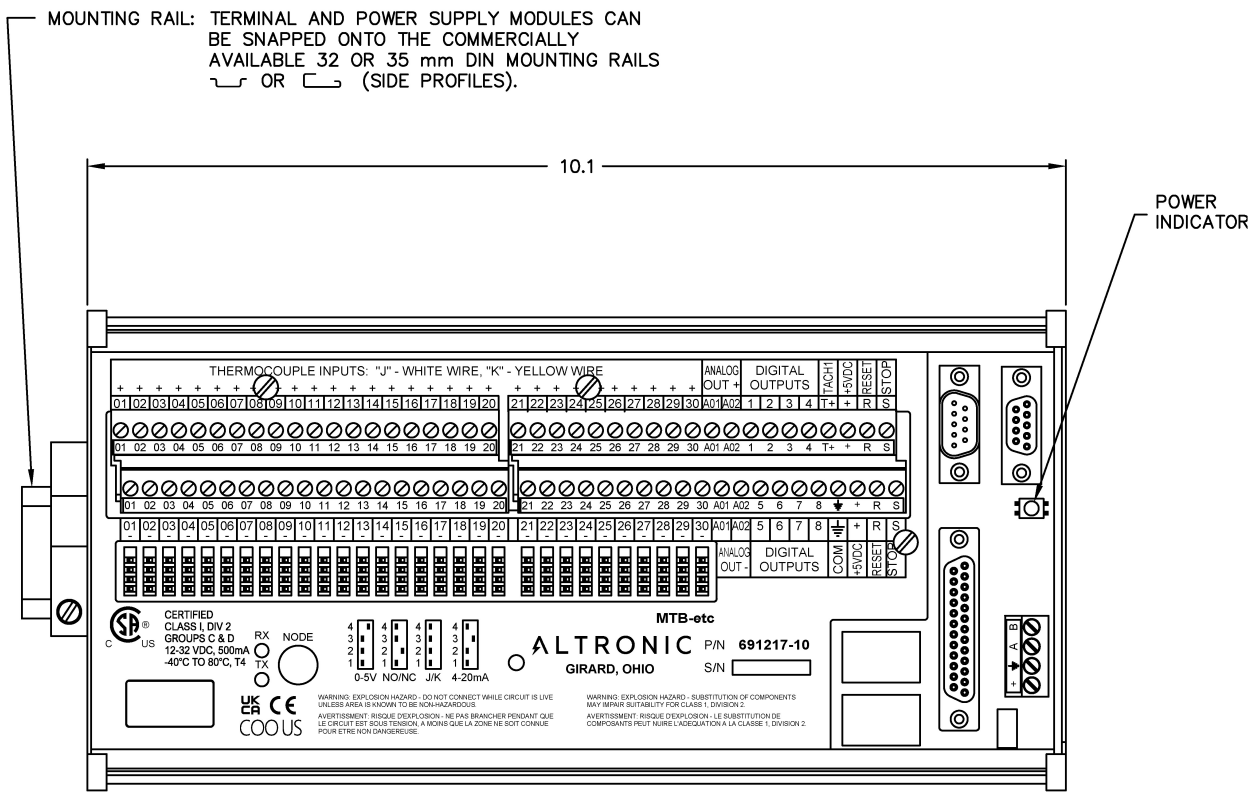 MOUNTING RAIL: TERMINAL AND POWER SUPPLY MODULES CAN
BE SNAPPED ONTO THE COMMERCIALLY
AVAILABLE 32 OR 35 mm DIN MOUNTING RAILS
OR (SIDE PROFILES).
10.1
POWER
INDICATOR
THERMOCOUPLE INPUTS: "J" - WHITE WIRE, "K" - YELLOW WIRE
ANALOG
OUT +
DIGITAL
OUTPUTS
TACH1
+5VDC
RESET
STOP
+ + + + + + + + + + + + + + + + + + + + + + + + + + + + + +
01 02 03 04 05 06 07 08 09 10 11 12 13 14 15 16 17 18 19 20 21 22 23 24 25 26 27 28 29 30 A01 A02 1 2 3 4 T+ + R S
01 02 03 04 05 06 07 08 09 10 11 12 13 14 15 16 17 18 19 20 21 22 23 24 25 26 27 28 29 30 A01 A02 1 2 3 4 T+ + R S
01 02 03 04 05 06 07 08 09 10 11 12 13 14 15 16 17 18 19 20 21 22 23 24 25 26 27 28 29 30 A01 A02 5 6 7 8 + R S
01 02 03 04 05 06 07 08 09 10 11 12 13 14 15 16 17 18 19 20 21 22 23 24 25 26 27 28 29 30 A01 A02 5 6 7 8 + R S
- - - - - - - - - - - - - - - - - - - - - - - - - - - - - -
ANALOG
OUT -
DIGITAL
OUTPUTS
COM
+5VDC
RESET
STOP
SA
®
C US
CERTIFIED
CLASS I, DIV 2
GROUPS C & D
12-32 VDC, 500mA
-40°C TO 80°C, T4
RX
TX
NODE
4 4 4 4
3 3 3 3
2 2 2 2
1 1 1 1
0-5V NO/NC J/K 4-20mA
MTB-etc
ALTRONIC
GIRARD, OHIO
P/N 691217-10
S/N
UK
CA
CE
COO US
WARNING: EXPLOSION HAZARD - DO NOT CONNECT WHILE CIRCUIT IS LIVE
UNLESS AREA IS KNOWN TO BE NON-HAZARDOUS.
AVERTISSMENT: RISQUE D'EXPLOSION - NE PAS BRANCHER PENDANT QUE
LE CIRCUIT EST SOUS TENSION, A MOINS QUE LA ZONE NE SOIT CONNUE
POUR ETRE NON DANGEREUSE.
WARNING: EXPLOSION HAZARD - SUBSTITUTION OF COMPONENTS
MAY IMPAIR SUITABILITY FOR CLASS 1, DIVISION 2.
AVERTISSMENT: RISQUE D'EXPLOSION - LE SUBSTITUTION DE
COMPOSANTS PEUT NUIRE L'ADEQUATION A LA CLASSE 1, DIVISION 2.
B
A
+